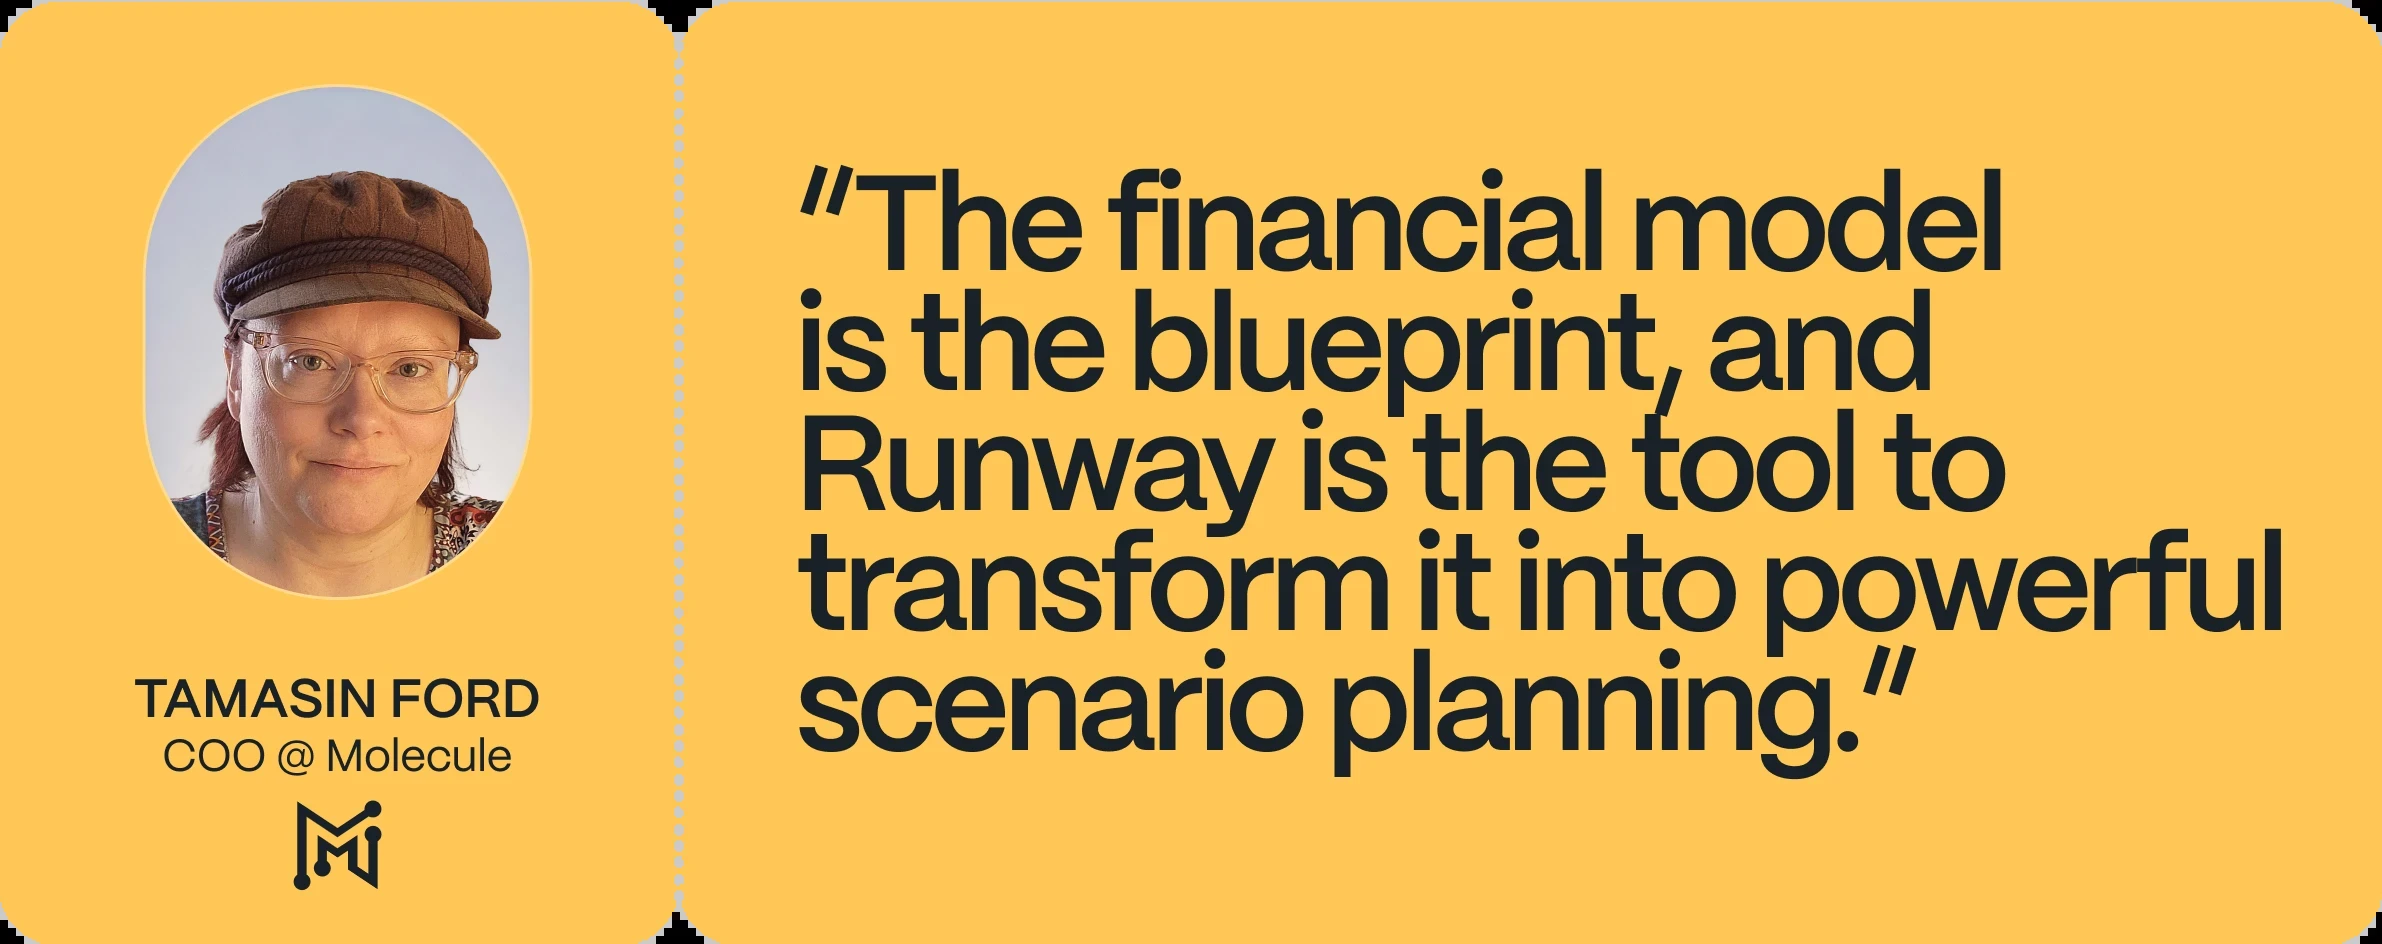 TAMASIN FORD
COO @ Molecule
"The financial model
is the blueprint, and
Runway is the tool to
transform it into powerful
scenario planning."